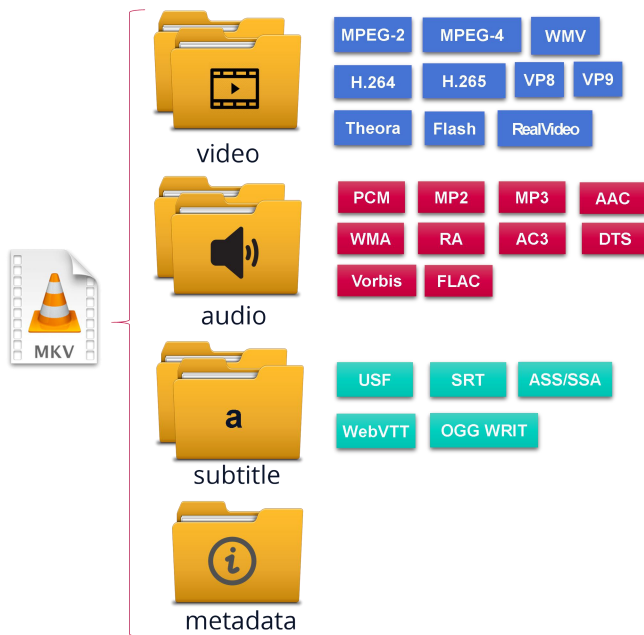 MPEG-2 MPEG-4 WMV
H.264 H.265 VP8 VP9
Theora Flash RealVideo
video
PCM MP2 MP3 AAC
WMA RA AC3 DTS
Vorbis FLAC
audio
MKV
USF SRT ASS/SSA
a
WebVTT OGG WRIT
subtitle
i
metadata